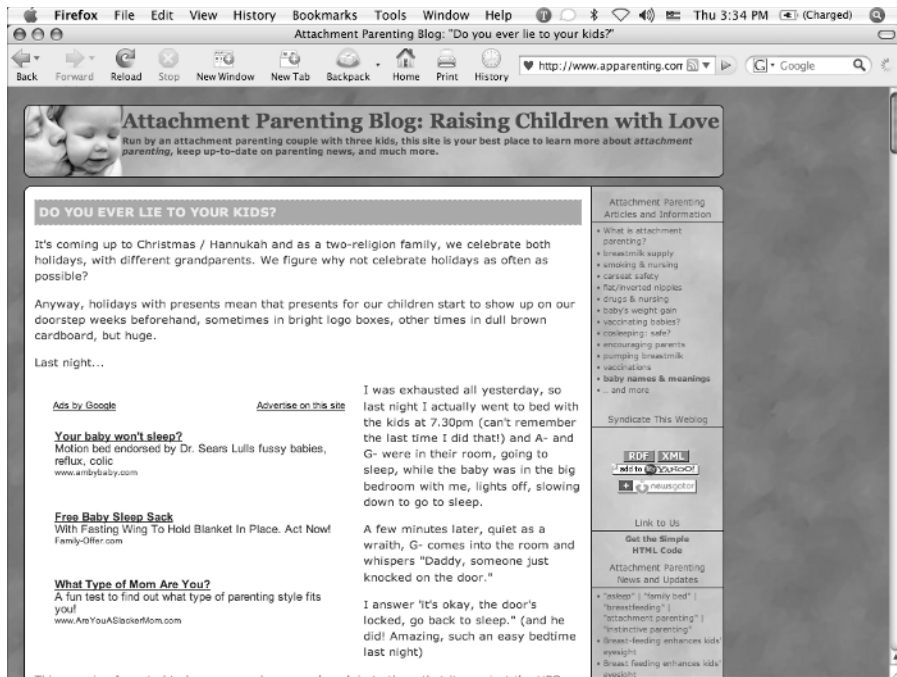 Firefox File Edit View History Bookmarks Tools Window Help Thu 3:34 PM (Charged)
Attachment Parenting Blog: "Do you ever lie to your kids?"
Back Forward Reload Stop New Window New Tab Backpack Home Print History
http://www.apparenting.com
G Google
Attachment Parenting Blog: Raising Children with Love
Run by an attachment parenting couple with three kids, this site is your best place to learn more about attachment
parenting, keep up-to-date on parenting news, and much more.
DO YOU EVER LIE TO YOUR KIDS?
It's coming up to Christmas / Hannukah and as a two-religion family, we celebrate both
holidays, with different grandparents. We figure why not celebrate holidays as often as
possible?
Anyway, holidays with presents mean that presents for our children start to show up on our
doorstep weeks beforehand, sometimes in bright logo boxes, other times in dull brown
cardboard, but huge.
Last night...
Ads by Google
Advertise on this site
Your baby won't sleep?
Motion bed endorsed by Dr. Sears Lulls fussy babies,
reflux, colic
www.ambybaby.com
Free Baby Sleep Sack
With Fasting Wing To Hold Blanket In Place. Act Now!
Family-Offer.com
What Type of Mom Are You?
A fun test to find out what type of parenting style fits
you!
www.AreYouASlackerMom.com
I was exhausted all yesterday, so
last night I actually went to bed with
the kids at 7.30pm (can't remember
the last time I did that!) and A- and
G- were in their room, going to
sleep, while the baby was in the big
bedroom with me, lights off, slowing
down to go to sleep.
A few minutes later, quiet as a
wraith, G- comes into the room and
whispers "Daddy, someone just
knocked on the door."
I answer "it's okay, the door's
locked, go back to sleep." (and he
did! Amazing, such an easy bedtime
last night)
Attachment Parenting
Articles and Information
• What is attachment
parenting?
• breastmilk supply
• smoking & nursing
• carseat safety
• flat/inverted nipples
• drugs & nursing
• baby's weight gain
• vaccinating babies?
• cosleeping: safe?
• encouraging parents
• pumping breastmilk
• vaccinations
• baby names & meanings
• .. and more
Syndicate This Weblog
RDF XML
add to MY YAHOO!
newsgator
Link to Us
Get the Simple
HTML Code
Attachment Parenting
News and Updates
• "asleep" | "family bed" |
"breastfeeding" |
"attachment parenting" |
"instinctive parenting"
• Breast-feeding enhances kids'
eyesight
• Breast feeding enhances kids'
eyesight